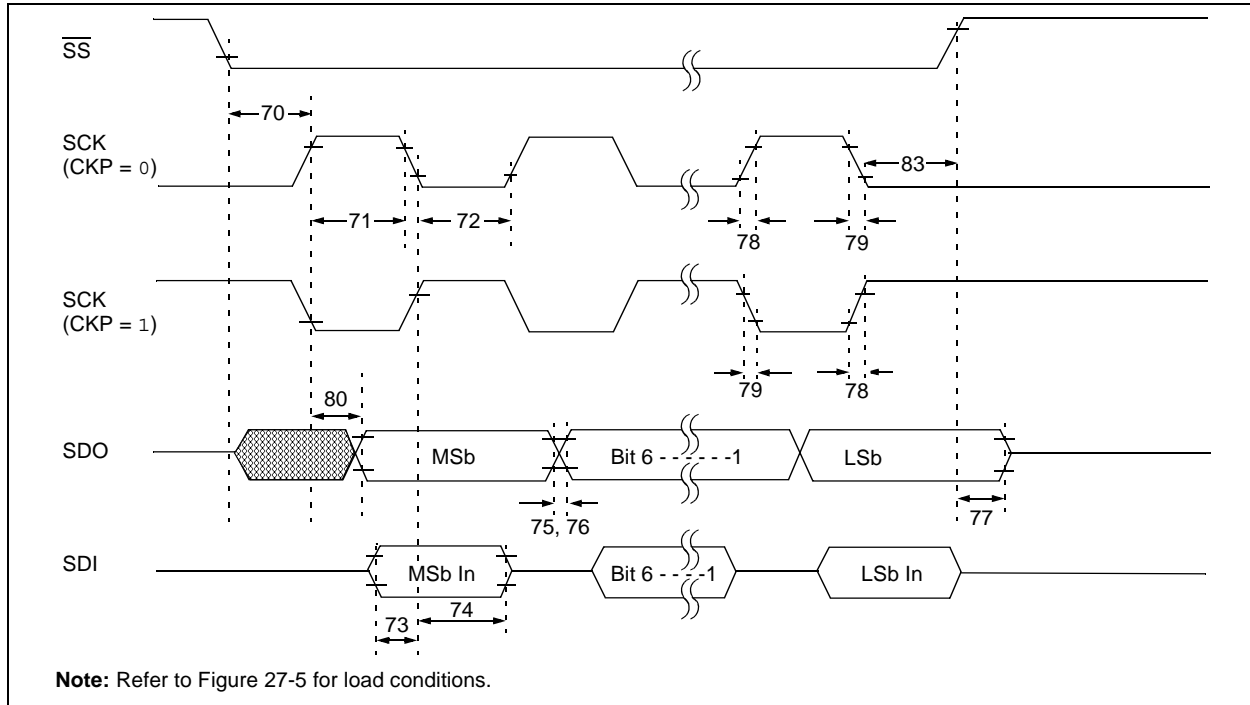 SS
70
SCK
(CKP = 0)
83
71
72
78
79
SCK
(CKP = 1)
79
78
80
SDO
MSb
Bit 6 - - - - - -1
LSb
75, 76
77
SDI
MSb In
Bit 6 - - - -1
LSb In
73
74
Note: Refer to Figure 27-5 for load conditions.